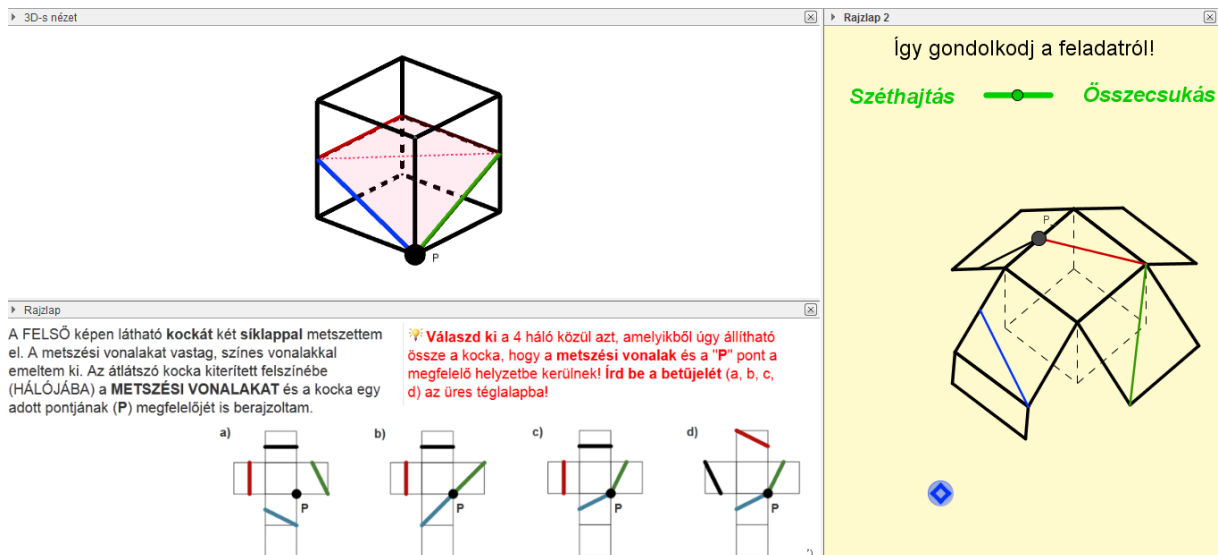 3D-s nézet
P
Rajzlap
A FELSŐ képen látható kockát két síklappal metszettem
el. A metszési vonalakat vastag, színes vonalakkal
emeltem ki. Az átlátszó kocka kiterített felszínébe
(HÁLÓJÁBA) a METSZÉSI VONALAKAT és a kocka egy
adott pontjának (P) megfelelőjét is berajzoltam.
Válaszd ki a 4 háló közül azt, amelyikből úgy állítható
össze a kocka, hogy a metszési vonalak és a "P" pont a
megfelelő helyzetbe kerülnek! Írd be a betűjelét (a, b, c,
d) az üres téglalapba!
a) b) c) d)
P P P P
Rajzlap 2
Így gondolkodj a feladatról!
Széthajtás Összecsukás
P